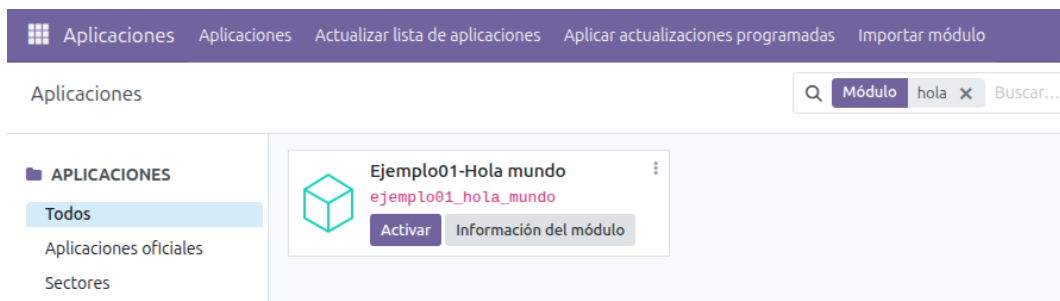 Aplicaciones Aplicaciones Actualizar lista de aplicaciones Aplicar actualizaciones programadas Importar módulo
Aplicaciones
Módulo hola Buscar...
APLICACIONES
Todos
Aplicaciones oficiales
Sectores
Ejemplo01-Hola mundo
ejemplo01_hola_mundo
Activar Información del módulo